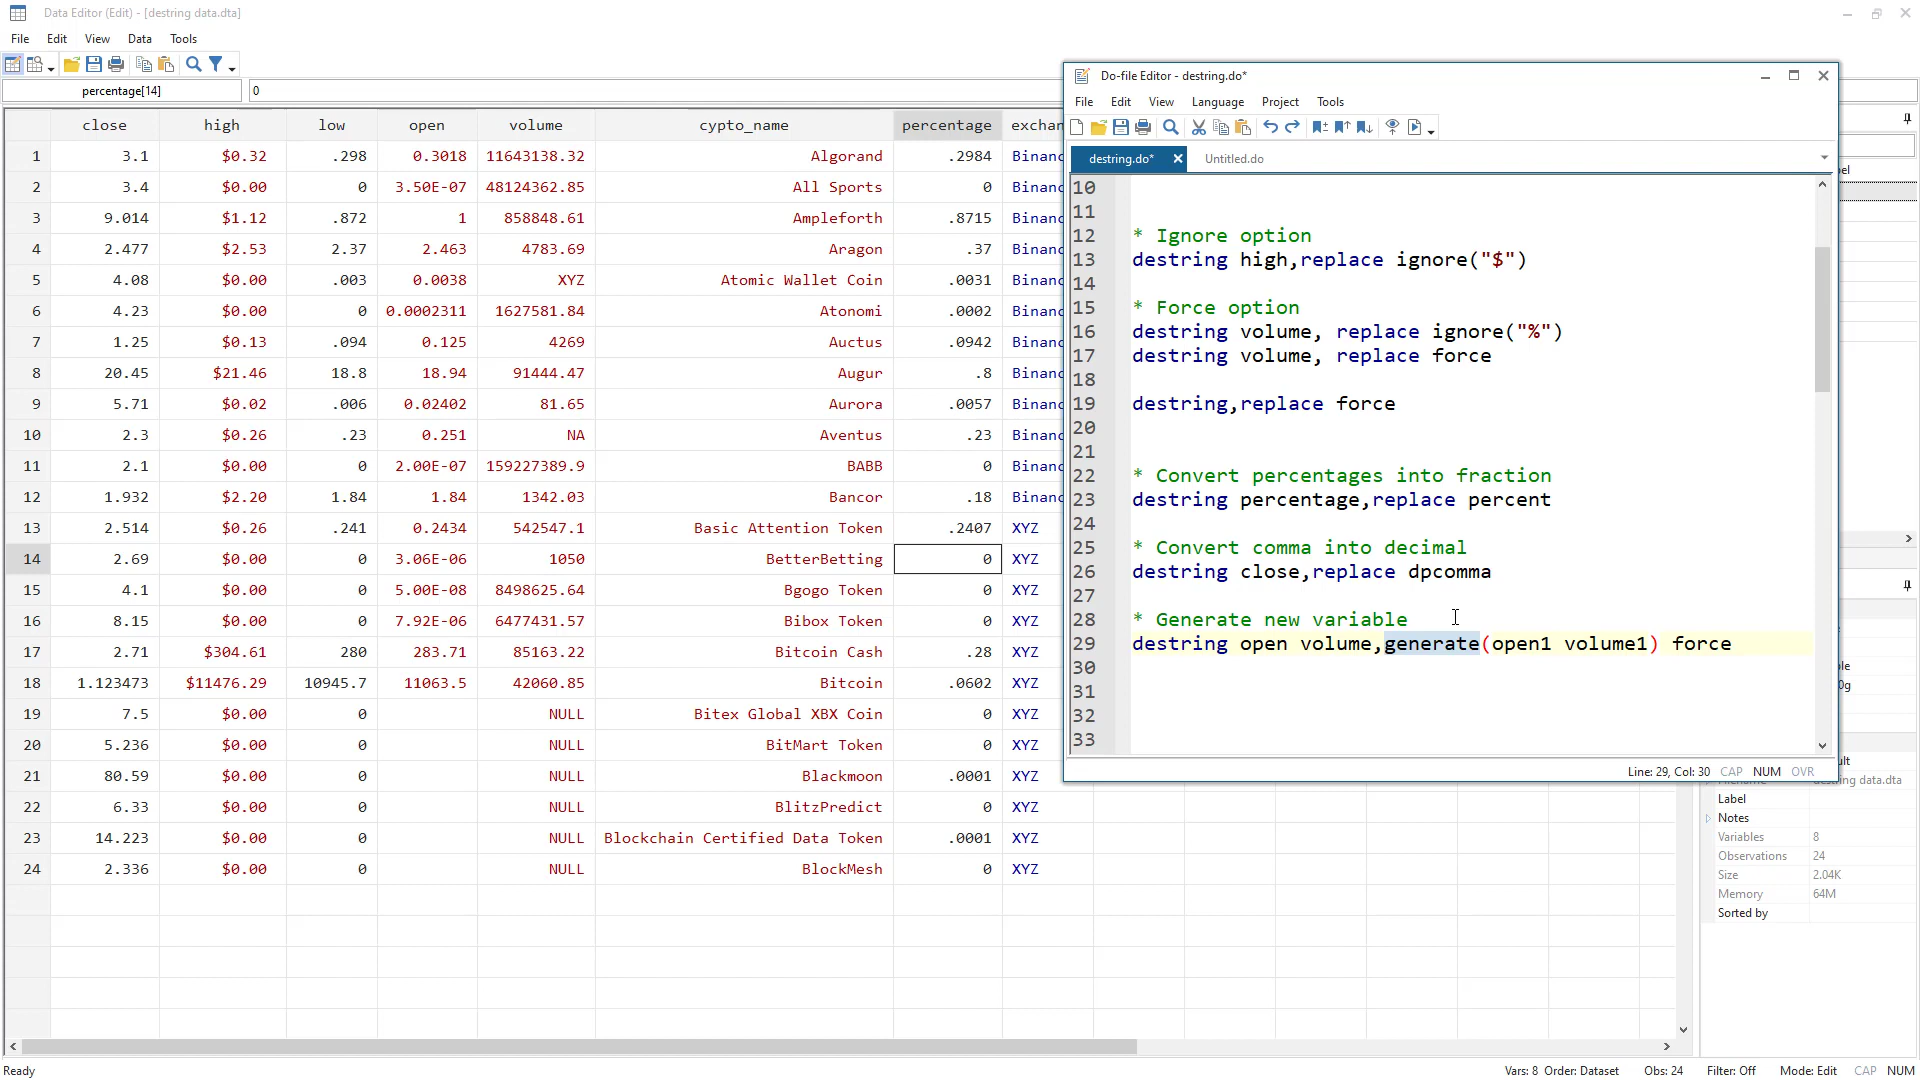 Data Editor (Edit) - [destring data.dta]
File Edit View Data Tools
percentage[14] 0
close high low open volume cypto_name percentage exchan
1 3.1 $0.32 .298 0.3018 11643138.32 Algorand .2984 Binanc
2 3.4 $0.00 0 3.50E-07 48124362.85 All Sports 0 Binanc
3 9.014 $1.12 .872 1 858848.61 Ampleforth .8715 Binanc
4 2.477 $2.53 2.37 2.463 4783.69 Aragon .37 Binanc
5 4.08 $0.00 .003 0.0038 XYZ Atomic Wallet Coin .0031 Binanc
6 4.23 $0.00 0 0.0002311 1627581.84 Atonomi .0002 Binanc
7 1.25 $0.13 .094 0.125 4269 Auctus .0942 Binanc
8 20.45 $21.46 18.8 18.94 91444.47 Augur .8 Binanc
9 5.71 $0.02 .006 0.02402 81.65 Aurora .0057 Binanc
10 2.3 $0.26 .23 0.251 NA Aventus .23 Binanc
11 2.1 $0.00 0 2.00E-07 159227389.9 BABB 0 Binanc
12 1.932 $2.20 1.84 1.84 1342.03 Bancor .18 Binanc
13 2.514 $0.26 .241 0.2434 542547.1 Basic Attention Token .2407 XYZ
14 2.69 $0.00 0 3.06E-06 1050 BetterBetting 0 XYZ
15 4.1 $0.00 0 5.00E-08 8498625.64 Bgogo Token 0 XYZ
16 8.15 $0.00 0 7.92E-06 6477431.57 Bibox Token 0 XYZ
17 2.71 $304.61 280 283.71 85163.22 Bitcoin Cash .28 XYZ
18 1.123473 $11476.29 10945.7 11063.5 42060.85 Bitcoin .0602 XYZ
19 7.5 $0.00 0 NULL Bitex Global XBX Coin 0 XYZ
20 5.236 $0.00 0 NULL BitMart Token 0 XYZ
21 80.59 $0.00 0 NULL Blackmoon .0001 XYZ
22 6.33 $0.00 0 NULL BlitzPredict 0 XYZ
23 14.223 $0.00 0 NULL Blockchain Certified Data Token .0001 XYZ
24 2.336 $0.00 0 NULL BlockMesh 0 XYZ
Do-file Editor - destring.do*
File Edit View Language Project Tools
destring.do* Untitled.do
10
11
12 * Ignore option
13 destring high,replace ignore("$")
14
15 * Force option
16 destring volume, replace ignore("%")
17 destring volume, replace force
18
19 destring,replace force
20
21
22 * Convert percentages into fraction
23 destring percentage,replace percent
24
25 * Convert comma into decimal
26 destring close,replace dpcomma
27
28 * Generate new variable
29 destring open volume,generate(open1 volume1) force
30
31
32
33
Line: 29, Col: 30 CAP NUM OVR
el
le
0g
ult
ing data.dta
Label
Notes
Variables 8
Observations 24
Size 2.04K
Memory 64M
Sorted by
Ready Vars: 8 Order: Dataset Obs: 24 Filter: Off Mode: Edit CAP NUM